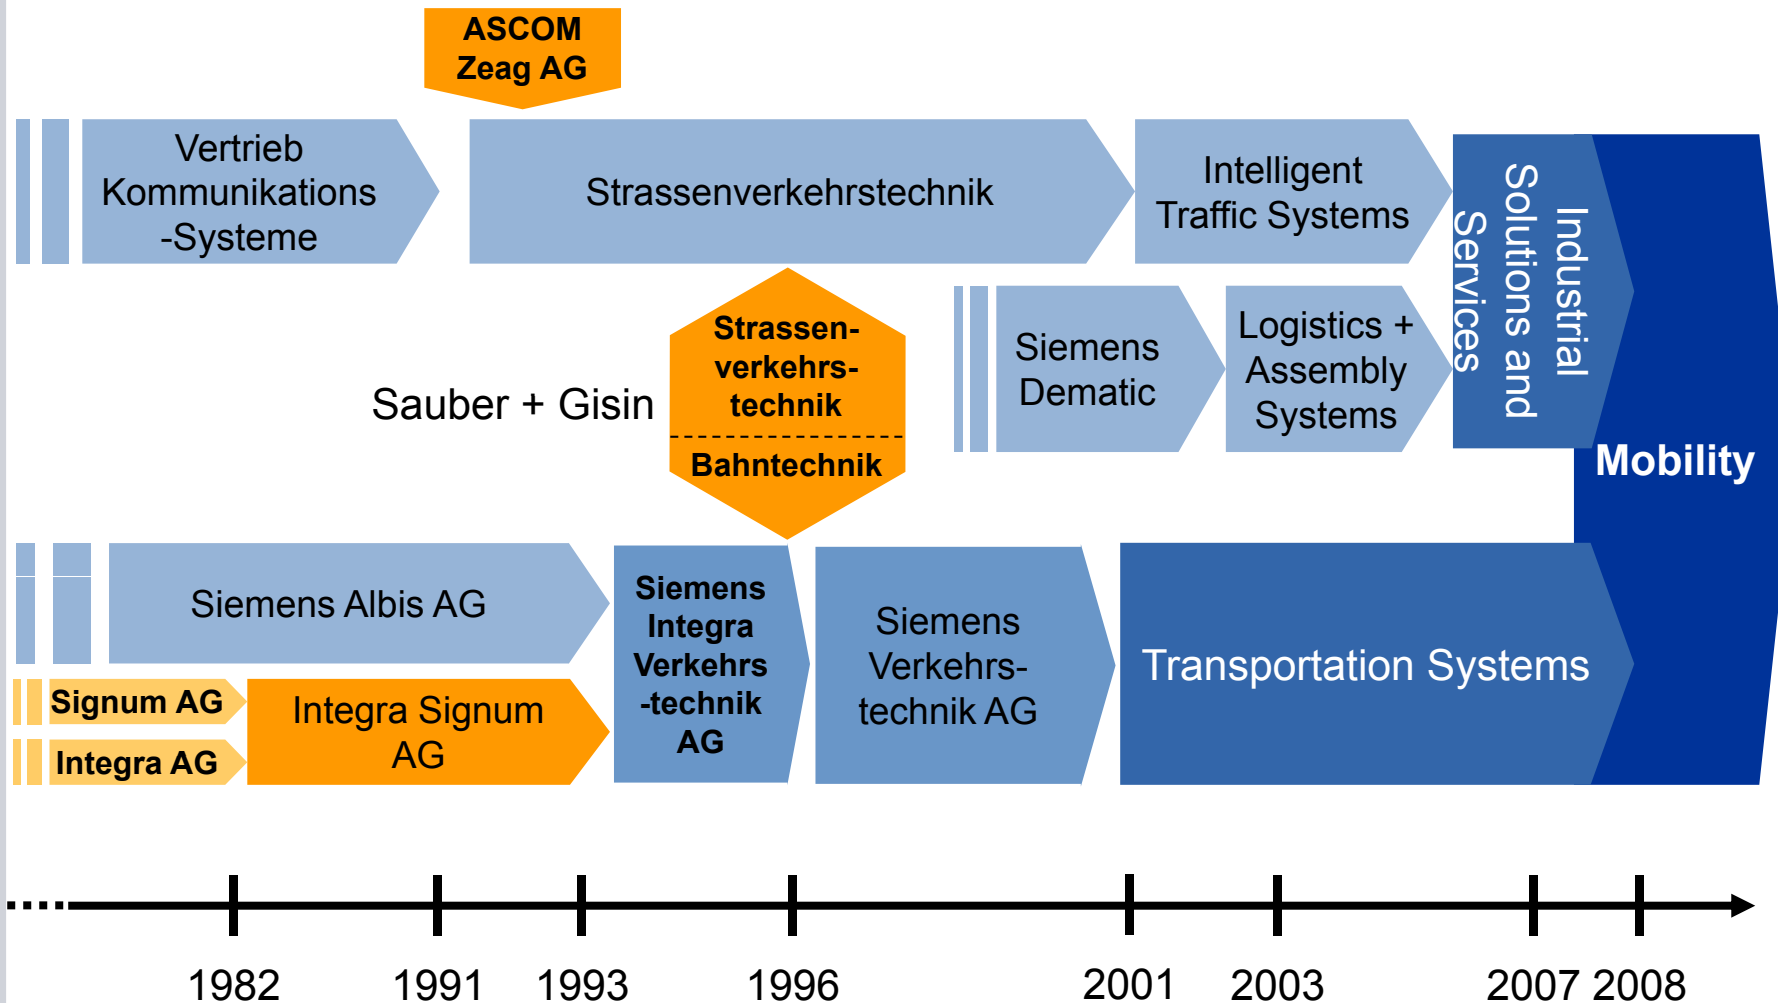 ASCOM
Zeag AG
Vertrieb
Kommunikations
-Systeme
Strassenverkehrstechnik
Intelligent
Traffic Systems
Industrial
Solutions and
Services
Strassen-
verkehrs-
technik
Bahntechnik
Sauber + Gisin
Siemens
Dematic
Logistics +
Assembly
Systems
Mobility
Siemens Albis AG
Siemens
Integra
Verkehrs
-technik
AG
Siemens
Verkehrs-
technik AG
Transportation Systems
Signum AG
Integra AG
Integra Signum
AG
1982
1991
1993
1996
2001
2003
2007
2008